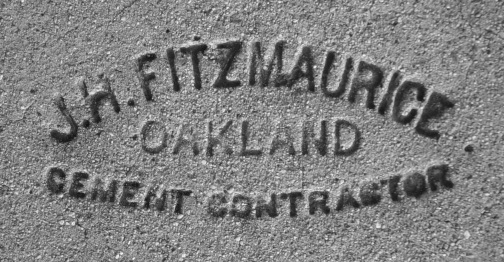 J.H. FITZMAURICE
OAKLAND
CEMENT CONTRACTOR